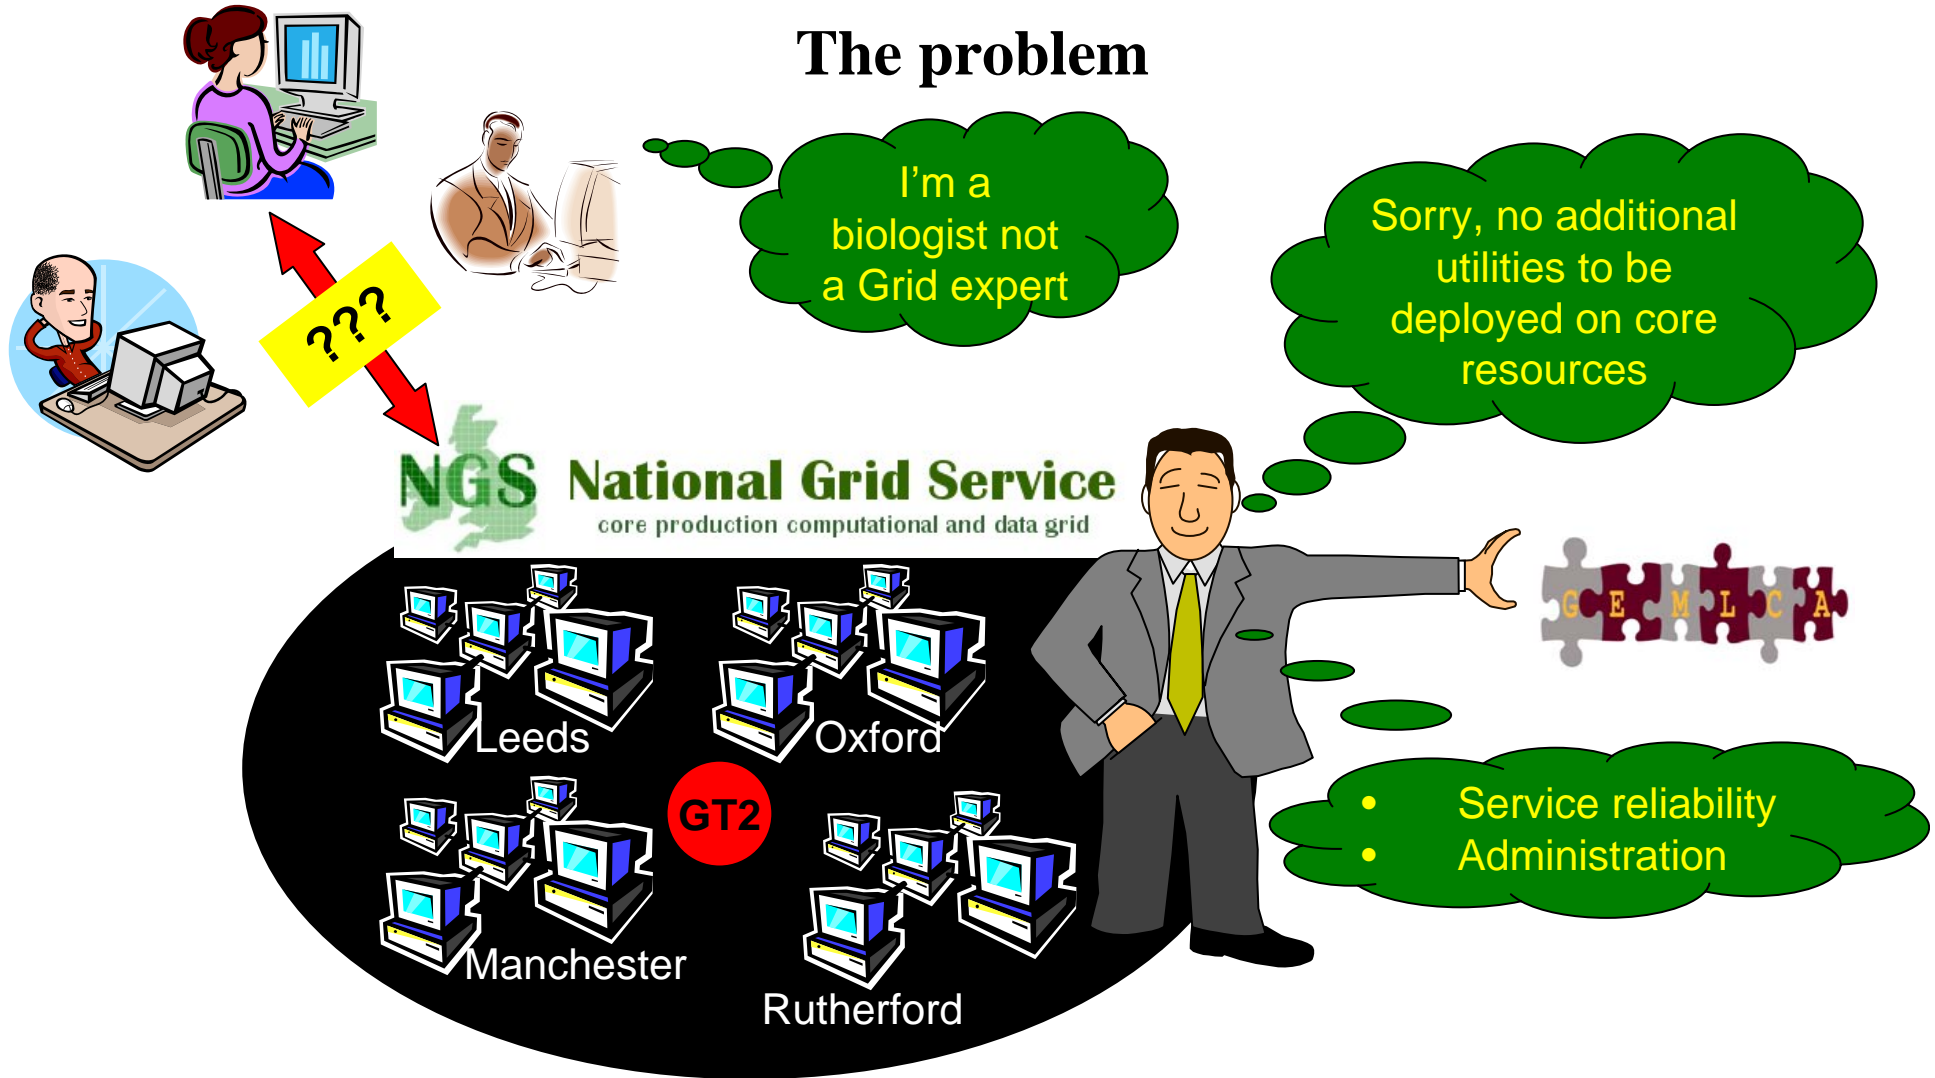 The problem
I'm a
biologist not
a Grid expert
Sorry, no additional
utilities to be
deployed on core
resources
???
NGS National Grid Service
core production computational and data grid
GEMLCA
Leeds
Oxford
GT2
• Service reliability
• Administration
Manchester
Rutherford